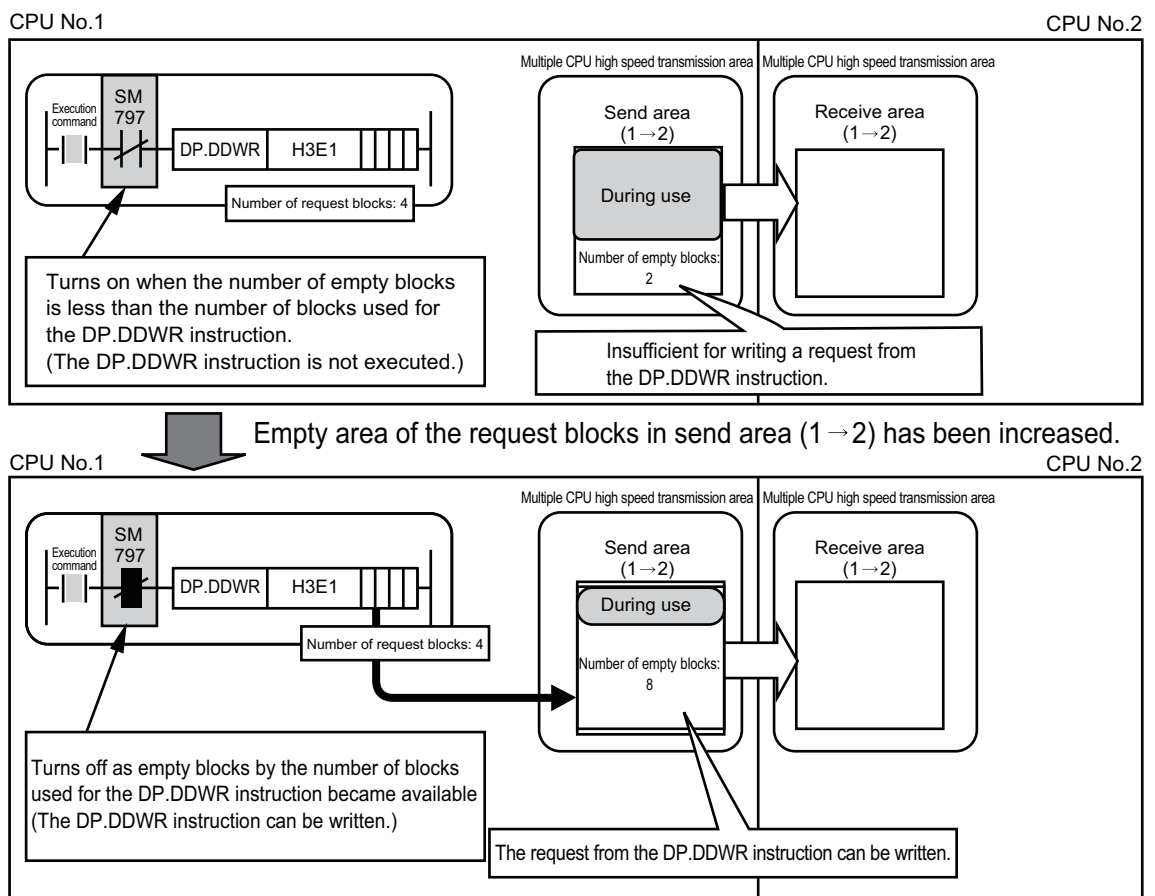 CPU No.1
CPU No.2
Multiple CPU high speed transmission area
Multiple CPU high speed transmission area
SM
797
Execution
command
DP.DDWR
H3E1
Number of request blocks: 4
Send area
(1→2)
During use
Number of empty blocks:
2
Receive area
(1→2)
Turns on when the number of empty blocks
is less than the number of blocks used for
the DP.DDWR instruction.
(The DP.DDWR instruction is not executed.)
Insufficient for writing a request from
the DP.DDWR instruction.
Empty area of the request blocks in send area (1→2) has been increased.
CPU No.1
CPU No.2
Multiple CPU high speed transmission area
Multiple CPU high speed transmission area
SM
797
Execution
command
DP.DDWR
H3E1
Number of request blocks: 4
Send area
(1→2)
During use
Number of empty blocks:
8
Receive area
(1→2)
Turns off as empty blocks by the number of blocks
used for the DP.DDWR instruction became available
(The DP.DDWR instruction can be written.)
The request from the DP.DDWR instruction can be written.